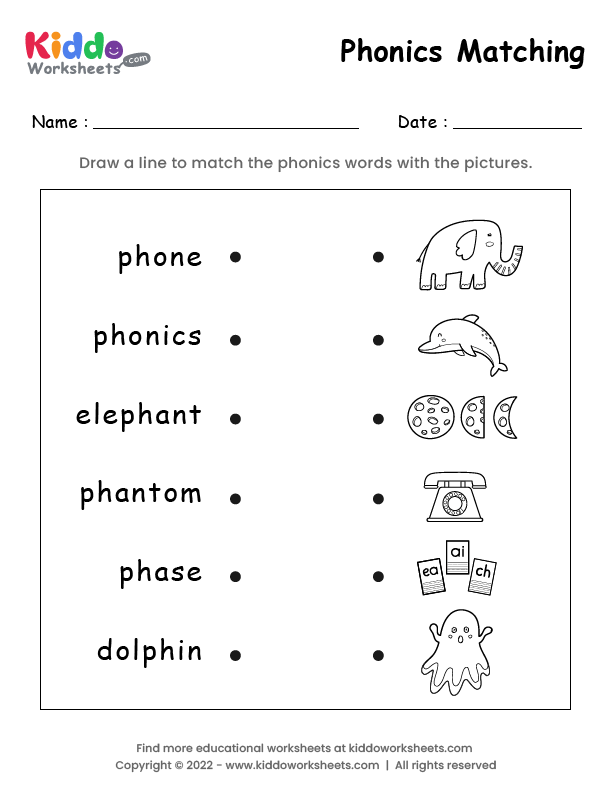 Kiddo
Worksheets.com
Phonics Matching
Name : Date :
Draw a line to match the phonics words with the pictures.
phone
phonics
elephant
phantom
phase
ai
ea ch
dolphin
Find more educational worksheets at kiddoworksheets.com
Copyright © 2022 - www.kiddoworksheets.com | All rights reserved